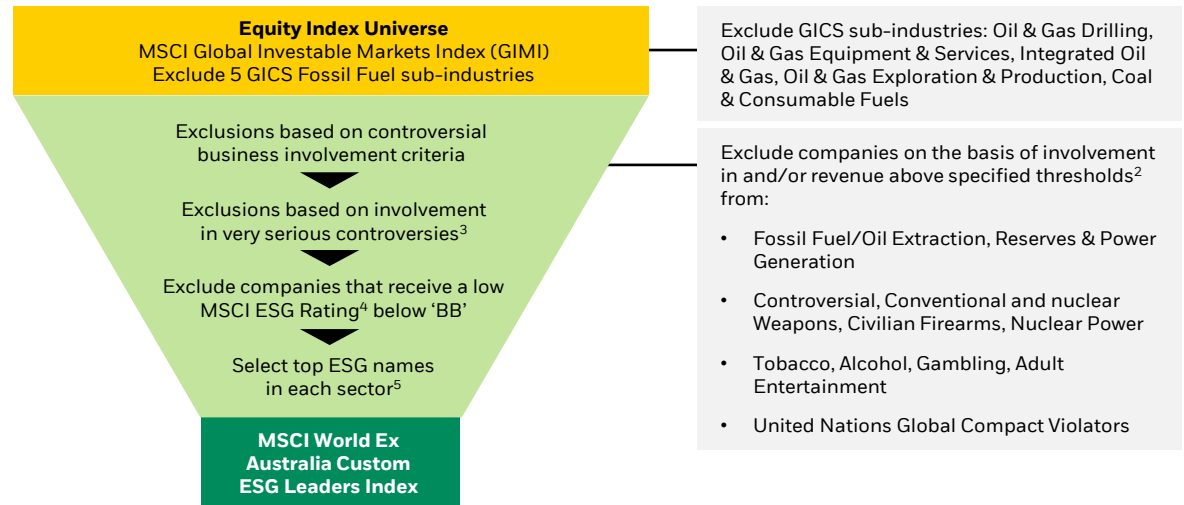 Equity Index Universe
MSCI Global Investable Markets Index (GIMI)
Exclude 5 GICS Fossil Fuel sub-industries
Exclusions based on controversial
business involvement criteria
Exclusions based on involvement
in very serious controversies³
Exclude companies that receive a low
MSCI ESG Rating⁴ below ‘BB’
Select top ESG names
in each sector⁵
MSCI World Ex
Australia Custom
ESG Leaders Index
Exclude GICS sub-industries: Oil & Gas Drilling,
Oil & Gas Equipment & Services, Integrated Oil
& Gas, Oil & Gas Exploration & Production, Coal
& Consumable Fuels
Exclude companies on the basis of involvement
in and/or revenue above specified thresholds²
from:
• Fossil Fuel/Oil Extraction, Reserves & Power
Generation
• Controversial, Conventional and nuclear
Weapons, Civilian Firearms, Nuclear Power
• Tobacco, Alcohol, Gambling, Adult
Entertainment
• United Nations Global Compact Violators